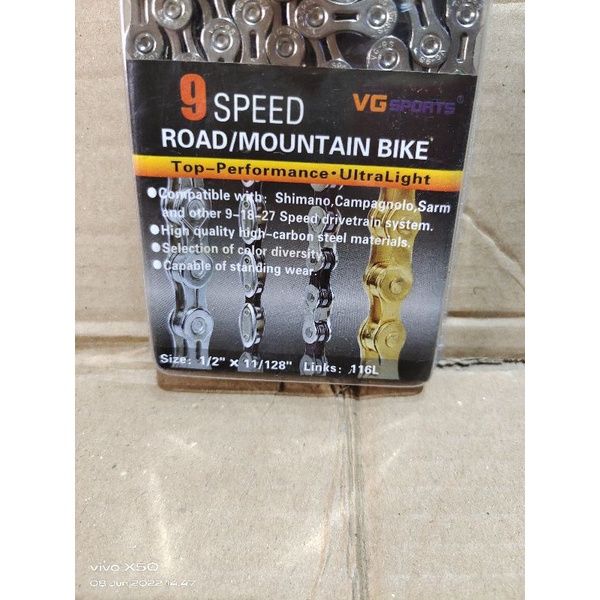 9 SPEED
VG SPORTS®
ROAD/MOUNTAIN BIKE
Top-Performance•UltraLight
●Compatible with: Shimano,Campagnolo,Sarm
and other 9-18-27 Speed drivetrain system.
●High quality high-carbon steel materials.
●Selection of color diversity
●Capable of standing wear
Size: 1/2" X 11/128" Links: 116L
vivo X50
08 Jun 2022 14:47